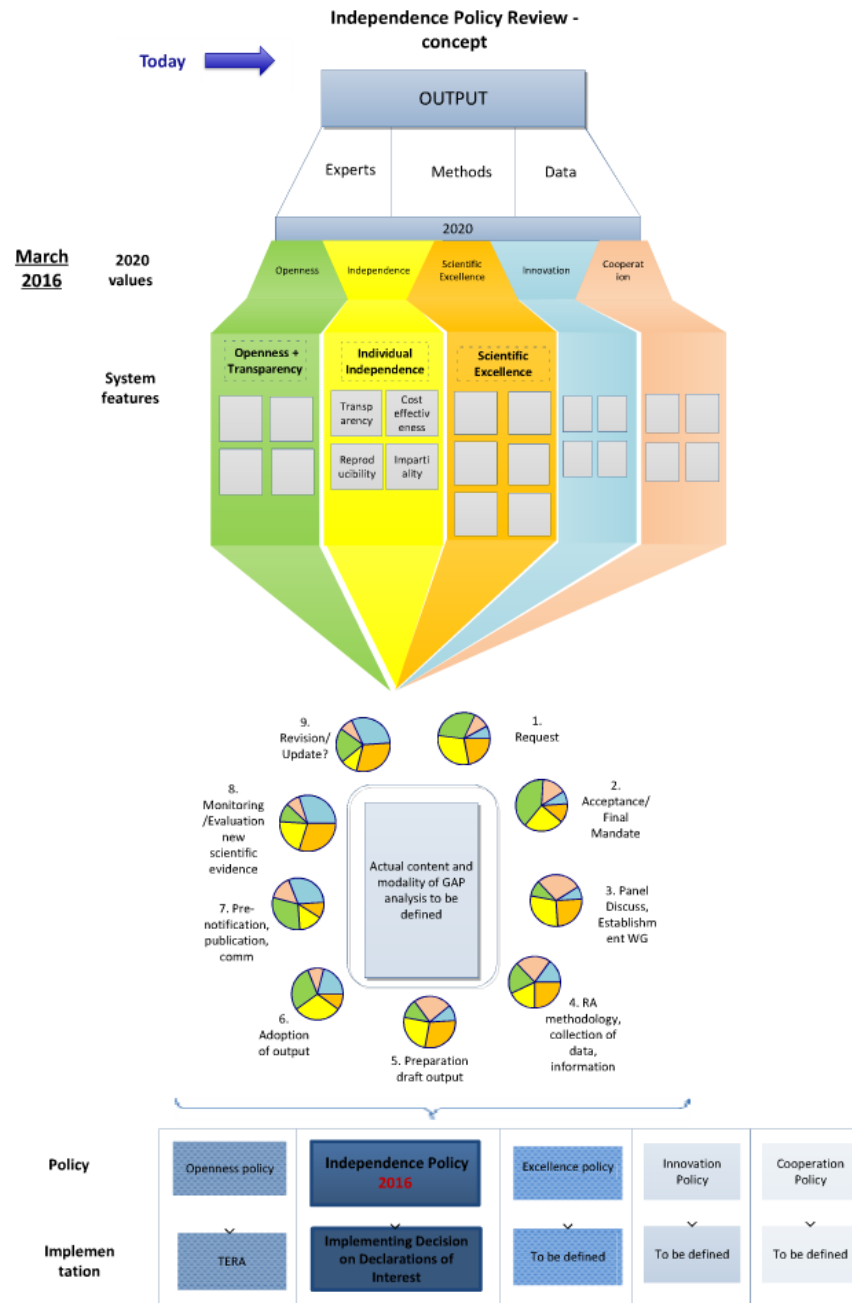 Independence Policy Review -
concept
Today
OUTPUT
Experts
Methods
Data
2020
March
2016
2020
values
Openness
Independence
Scientific
Excellence
Innovation
Cooperat
ion
System
features
Openness +
Transparency
Individual
Independence
Scientific
Excellence
Transp
arency
Cost
effectiv
eness
Reprod
ucibility
Imparti
ality
9.
Revision/
Update?
1.
Request
8.
Monitoring
/Evaluation
new
scientific
evidence
2.
Acceptance/
Final
Mandate
Actual content and
modality of GAP
analysis to be
defined
7. Pre-
notification,
publication,
comm
3. Panel
Discuss,
Establishm
ent WG
6.
Adoption
of output
5. Preparation
draft output
4. RA
methodology,
collection of
data,
information
Policy
Openness policy
Independence Policy
2016
Excellence policy
Innovation
Policy
Cooperation
Policy
Implemen
tation
TERA
Implementing Decision
on Declarations of
Interest
To be defined
To be defined
To be defined